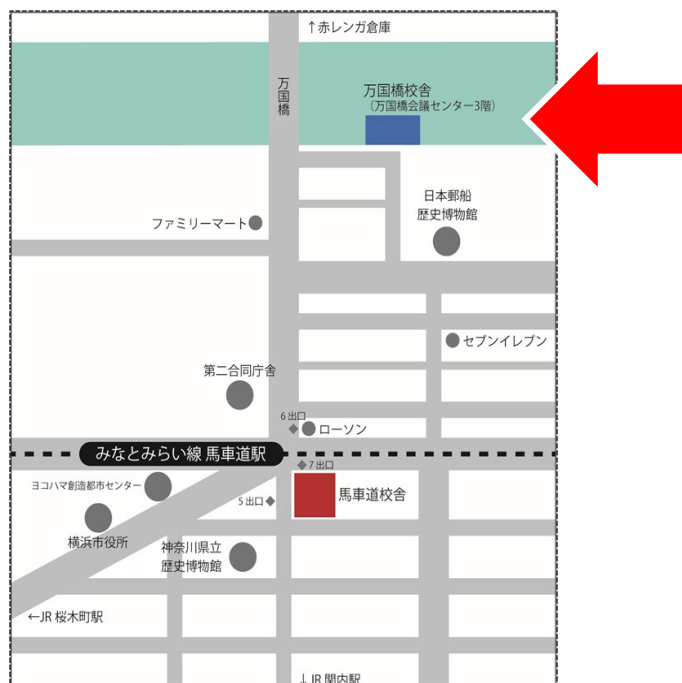 ↑赤レンガ倉庫
万国橋
万国橋校舎
（万国橋会議センター3階）
日本郵船
歴史博物館
ファミリーマート
セブンイレブン
第二合同庁舎
6出口
ローソン
みなとみらい線 馬車道駅
7出口
ヨコハマ創造都市センター
5出口
馬車道校舎
横浜市役所
神奈川県立
歴史博物館
←JR 桜木町駅
↓JR 関内駅